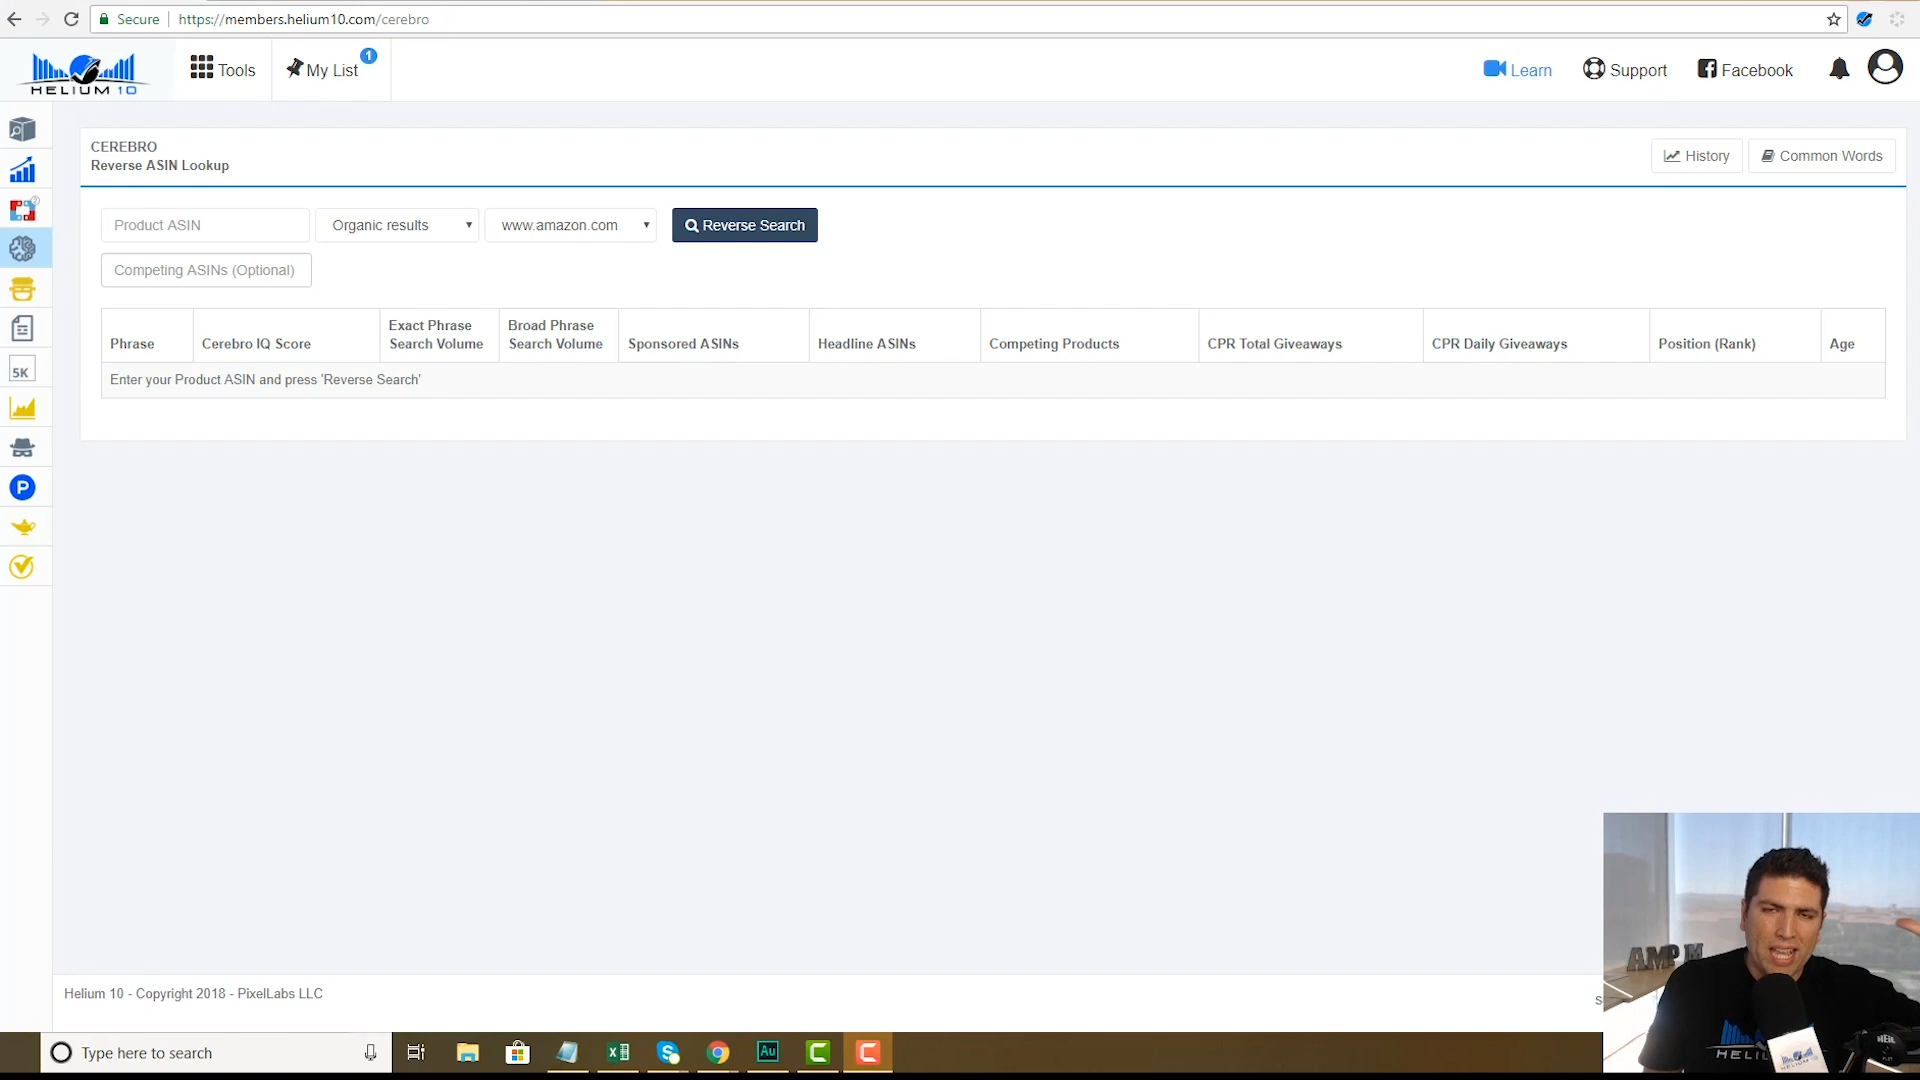 Secure | https://members.helium10.com/cerebro
HELIUM 10
Tools
My List
1
Learn
Support
Facebook
CEREBRO
Reverse ASIN Lookup
History
Common Words
Product ASIN
Organic results
www.amazon.com
Reverse Search
Competing ASINs (Optional)
Phrase
Cerebro IQ Score
Exact Phrase
Search Volume
Broad Phrase
Search Volume
Sponsored ASINs
Headline ASINs
Competing Products
CPR Total Giveaways
CPR Daily Giveaways
Position (Rank)
Age
Enter your Product ASIN and press 'Reverse Search'
5K
P
Helium 10 - Copyright 2018 - PixelLabs LLC
AMP M
HELIU
Type here to search
Au